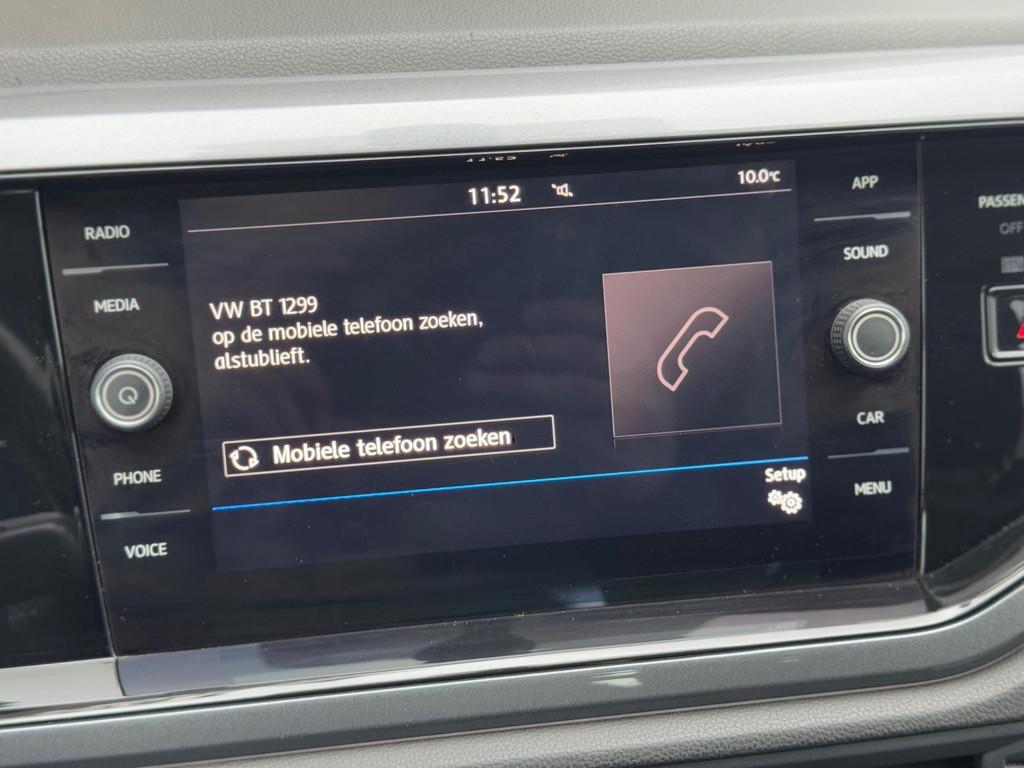 11:52
10.0°C
RADIO
MEDIA
PHONE
VOICE
VW BT 1299
op de mobiele telefoon zoeken,
alstublieft.
Mobiele telefoon zoeken
Setup
APP
SOUND
CAR
MENU
OFF